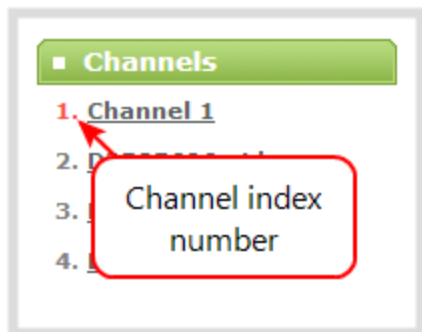 Channels
1. Channel 1
2.
3.
4.
Channel index
number